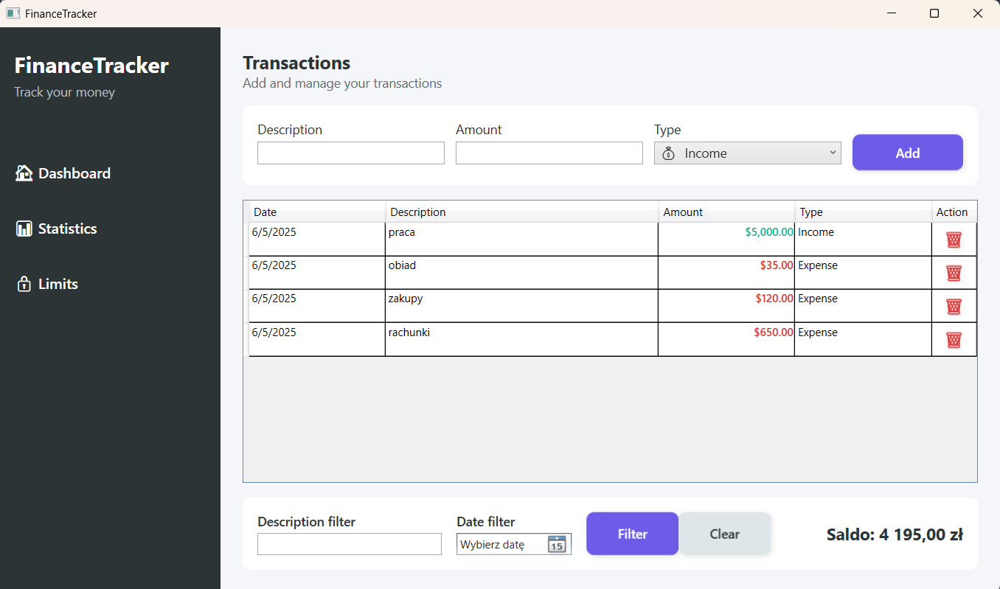 FinanceTracker
FinanceTracker
Track your money
Dashboard
Statistics
Limits
Transactions
Add and manage your transactions
Description Amount Type
Income Add
Date Description Amount Type Action
6/5/2025 praca $5,000.00 Income
6/5/2025 obiad $35.00 Expense
6/5/2025 zakupy $120.00 Expense
6/5/2025 rachunki $650.00 Expense
Description filter Date filter
Wybierz datę 15 Filter Clear Saldo: 4 195,00 zł